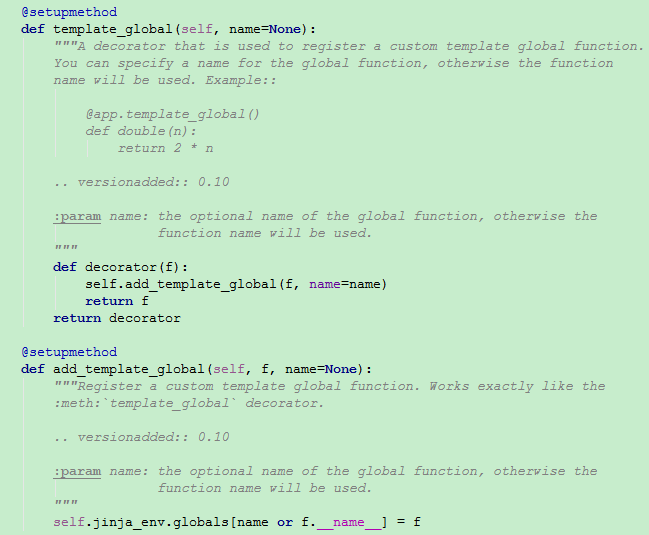 @setupmethod
def template_global(self, name=None):
    """A decorator that is used to register a custom template global function.
    You can specify a name for the global function, otherwise the function
    name will be used. Example::

        @app.template_global()
        def double(n):
            return 2 * n

    .. versionadded:: 0.10

    :param name: the optional name of the global function, otherwise the
                 function name will be used.
    """
    def decorator(f):
        self.add_template_global(f, name=name)
        return f
    return decorator

@setupmethod
def add_template_global(self, f, name=None):
    """Register a custom template global function. Works exactly like the
    :meth:`template_global` decorator.

    .. versionadded:: 0.10

    :param name: the optional name of the global function, otherwise the
                 function name will be used.
    """
    self.jinja_env.globals[name or f.__name__] = f